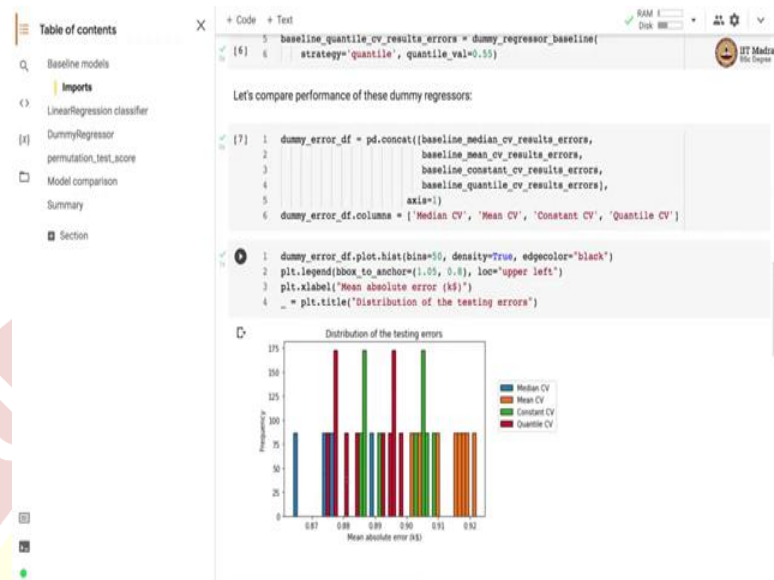 Table of contents
Baseline models
Imports
LinearRegression classifier
DummyRegressor
permutation_test_score
Model comparison
Summary
Section
+ Code + Text
RAM
Disk
IIT Madra
BSc Degree
[6] 5 baseline_quantile_cv_results_errors = dummy_regressor_baseline(
6 strategy='quantile', quantile_val=0.55)
Let's compare performance of these dummy regressors:
[7] 1 dummy_error_df = pd.concat([baseline_median_cv_results_errors,
2 baseline_mean_cv_results_errors,
3 baseline_constant_cv_results_errors,
4 baseline_quantile_cv_results_errors],
5 axis=1)
6 dummy_error_df.columns = ['Median CV', 'Mean CV', 'Constant CV', 'Quantile CV']
1 dummy_error_df.plot.hist(bins=50, density=True, edgecolor="black")
2 plt.legend(bbox_to_anchor=(1.05, 0.8), loc="upper left")
3 plt.xlabel("Mean absolute error (k$)")
4 _ = plt.title("Distribution of the testing errors")
Distribution of the testing errors
175
150
125
100
75
50
25
0
Frequency
0.87 0.88 0.89 0.90 0.91 0.92
Mean absolute error (k$)
Median CV
Mean CV
Constant CV
Quantile CV